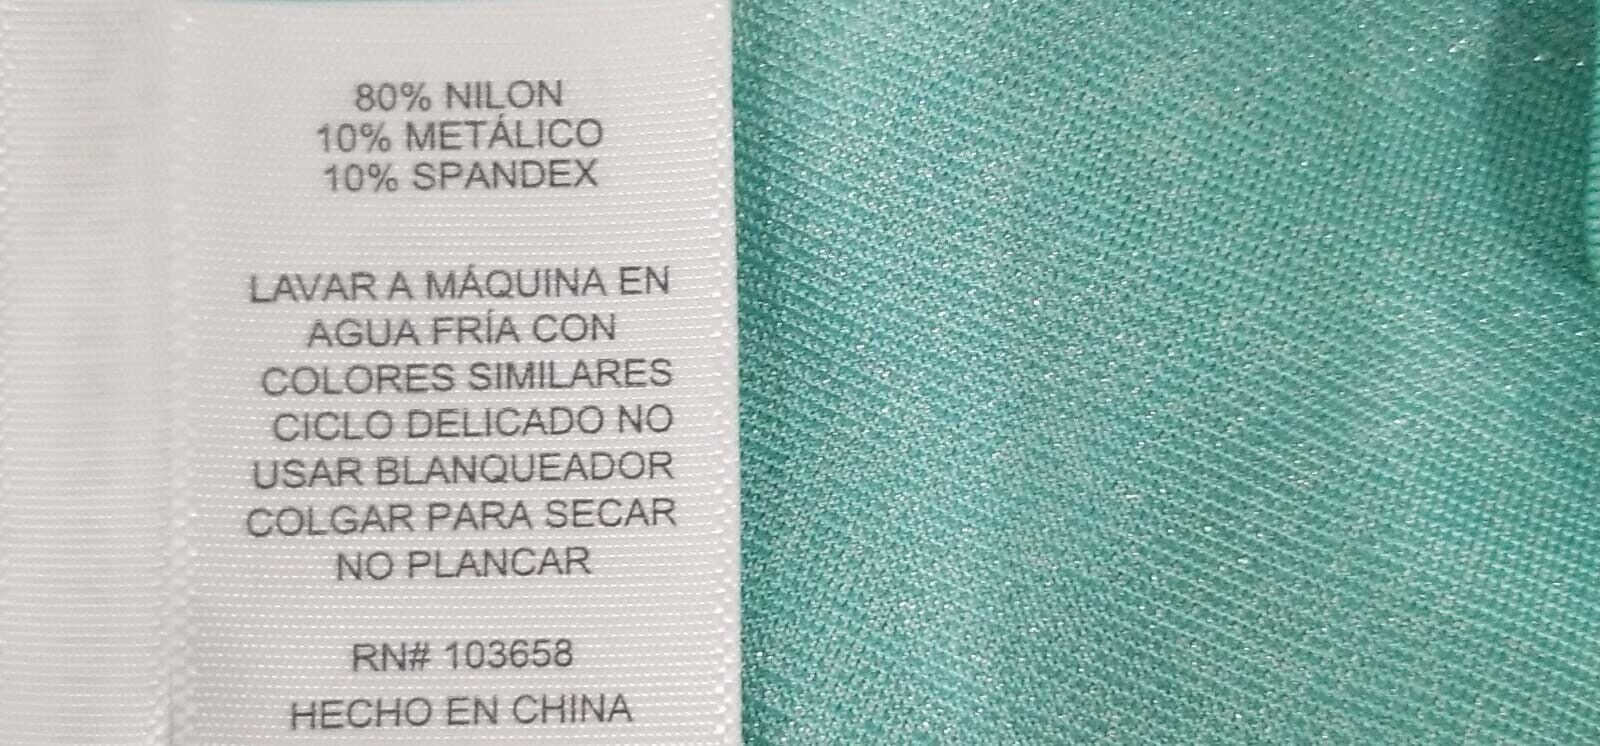 80% NILON
10% METÁLICO
10% SPANDEX
LAVAR A MÁQUINA EN
AGUA FRÍA CON
COLORES SIMILARES
CICLO DELICADO NO
USAR BLANQUEADOR
COLGAR PARA SECAR
NO PLANCAR
RN# 103658
HECHO EN CHINA